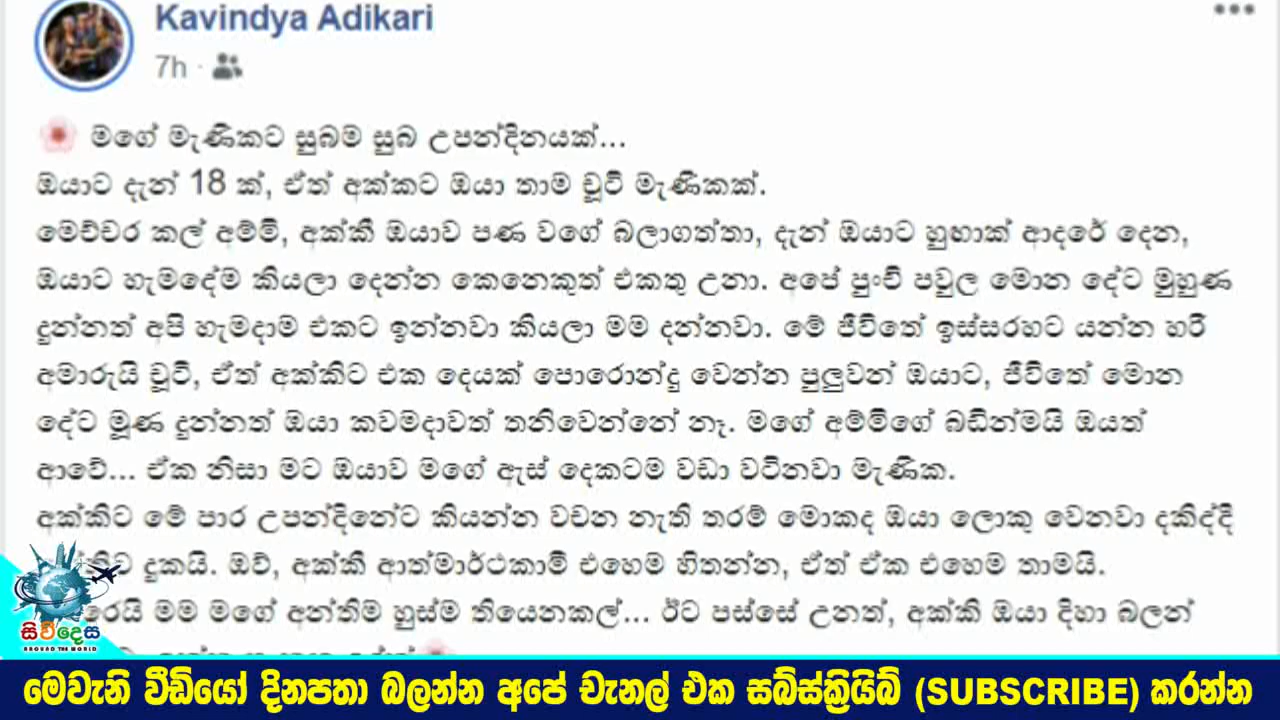 Kavindya Adikari
7h
මගේ මැණිකට සුබම සුබ උපන්දිනයක්...
ඔයාට දැන් 18 ක්, ඒත් අක්කට ඔයා තාම චූටි මැණිකක්.
මෙච්චර කල් අම්මි, අක්කී ඔයාව පණ වගේ බලාගත්තා, දැන් ඔයාට හුඟාක් ආදරේ දෙන,
ඔයාට හැමදේම කියලා දෙන්න කෙනෙකුත් එකතු උනා. අපේ පුංචි පවුල මොන දේට මුහුණ
දුන්නත් අපි හැමදාම එකට ඉන්නවා කියලා මම දන්නවා. මේ ජීවිතේ ඉස්සරහට යන්න හරි
අමාරුයි චූටි, ඒත් අක්කිට එක දෙයක් පොරොන්දු වෙන්න පුලුවන් ඔයාට, ජීවිතේ මොන
දේට මූණ දුන්නත් ඔයා කවමදාවත් තනිවෙන්නේ නෑ. මගේ අම්මිගේ බඩින්මයි ඔයත්
ආවේ... ඒක නිසා මට ඔයාව මගේ ඇස් දෙකටම වඩා වටිනවා මැණික.
අක්කිට මේ පාර උපන්දිනේට කියන්න වචන නැති තරම් මොකද ඔයා ලොකු වෙනවා දකිද්දි
දුකයි. ඔව්, අක්කී ආත්මාර්ථකාමී එහෙම හිතන්න, ඒත් ඒක එහෙම තාමයි.
මම මගේ අන්තිම හුස්ම තියෙනකල්... ඊට පස්සේ උනත්, අක්කි ඔයා දිහා බලන්
සිව්දෙස
AROUND THE WORLD
මෙවැනි වීඩියෝ දිනපතා බලන්න අපේ චැනල් එක සබ්ස්ක්‍රයිබ් (SUBSCRIBE) කරන්න